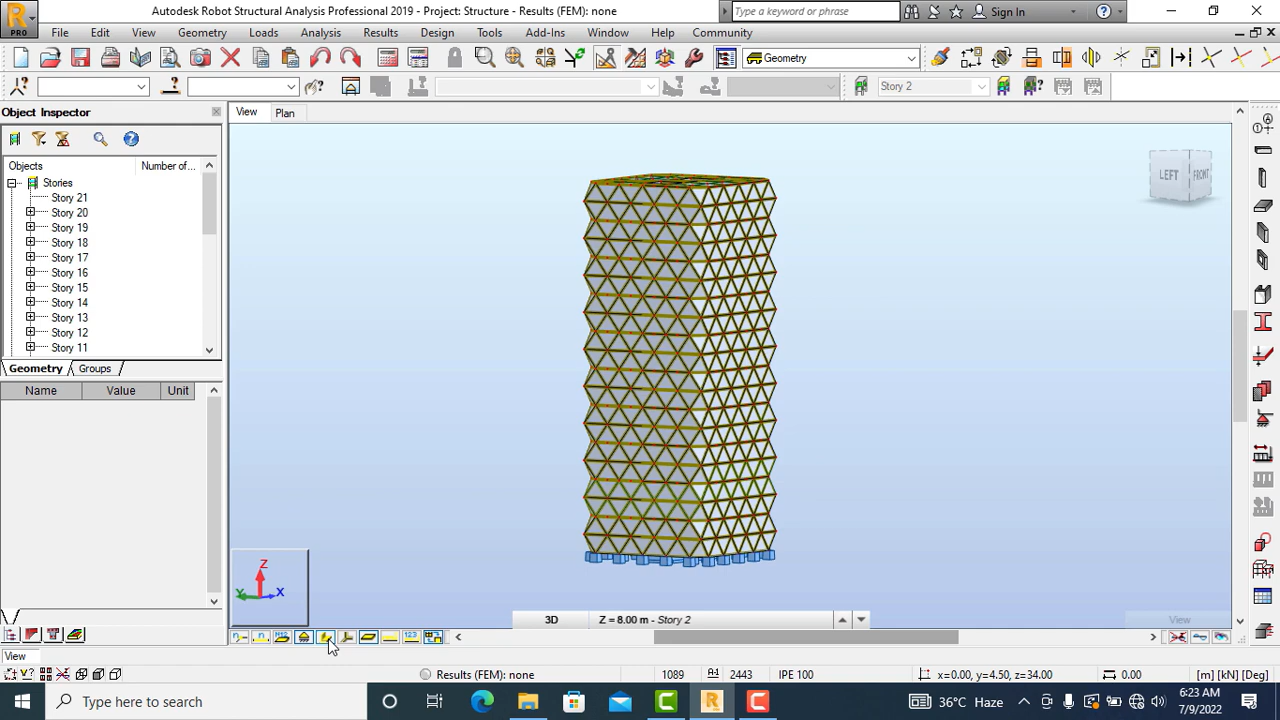 PRO
Autodesk Robot Structural Analysis Professional 2019 - Project: Structure - Results (FEM): none
Type a keyword or phrase
Sign In
File Edit View Geometry Loads Analysis Results Design Tools Add-Ins Window Help Community
Geometry
Story 2
Object Inspector
View Plan
Objects Number of...
Stories
Story 21
Story 20
Story 19
Story 18
Story 17
Story 16
Story 15
Story 14
Story 13
Story 12
Story 11
Geometry Groups
Name Value Unit
LEFT FRONT
Z
Y X
3D Z = 8.00 m - Story 2
View
View
Results (FEM): none 1089 2443 IPE 100 x=0.00, y=4.50, z=34.00 0.00 [m] [kN] [Deg]
Type here to search
36°C Haze
6:23 AM
7/9/2022